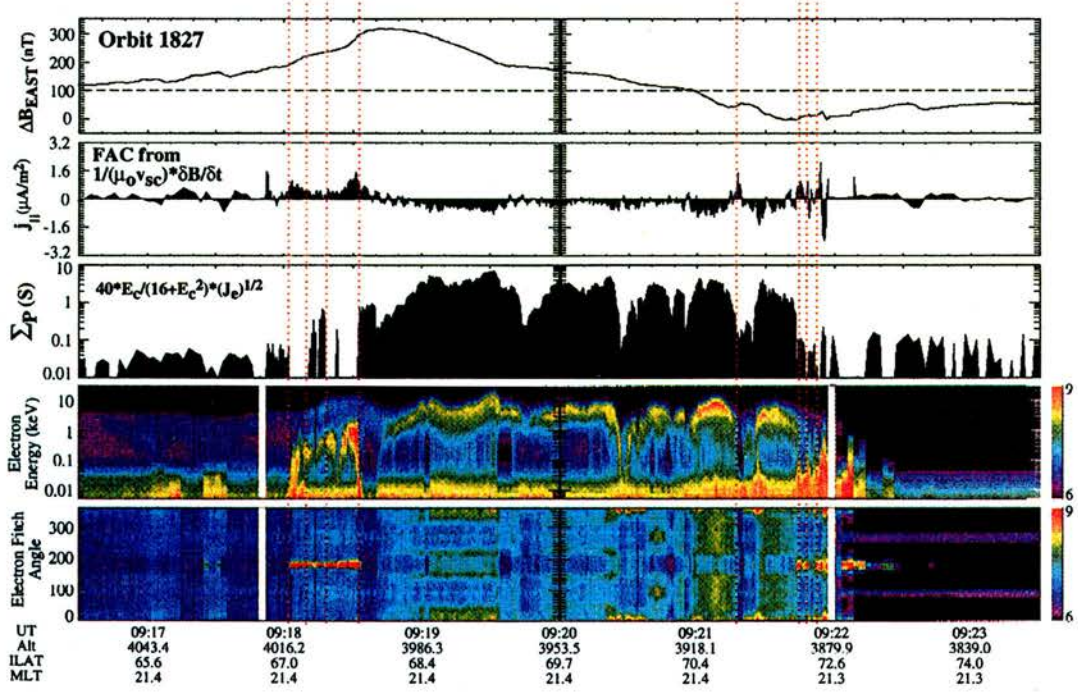 Orbit 1827
ΔB_EAST (nT)
300
200
100
0
FAC from
1/(μ₀ v_sc)*δB/δt
j_|| (μA/m²)
3.2
1.6
0
-1.6
-3.2
40*E_c/(16+E_c²)*(J_e)^1/2
Σ_P (S)
10
1
0.1
0.01
Electron
Energy (keV)
10
1
0.1
0.01
9
6
Electron Pitch
Angle
300
200
100
0
9
6
UT 09:17 09:18 09:19 09:20 09:21 09:22 09:23
Alt 4043.4 4016.2 3986.3 3953.5 3918.1 3879.9 3839.0
ILAT 65.6 67.0 68.4 69.7 70.4 72.6 74.0
MLT 21.4 21.4 21.4 21.4 21.4 21.3 21.3